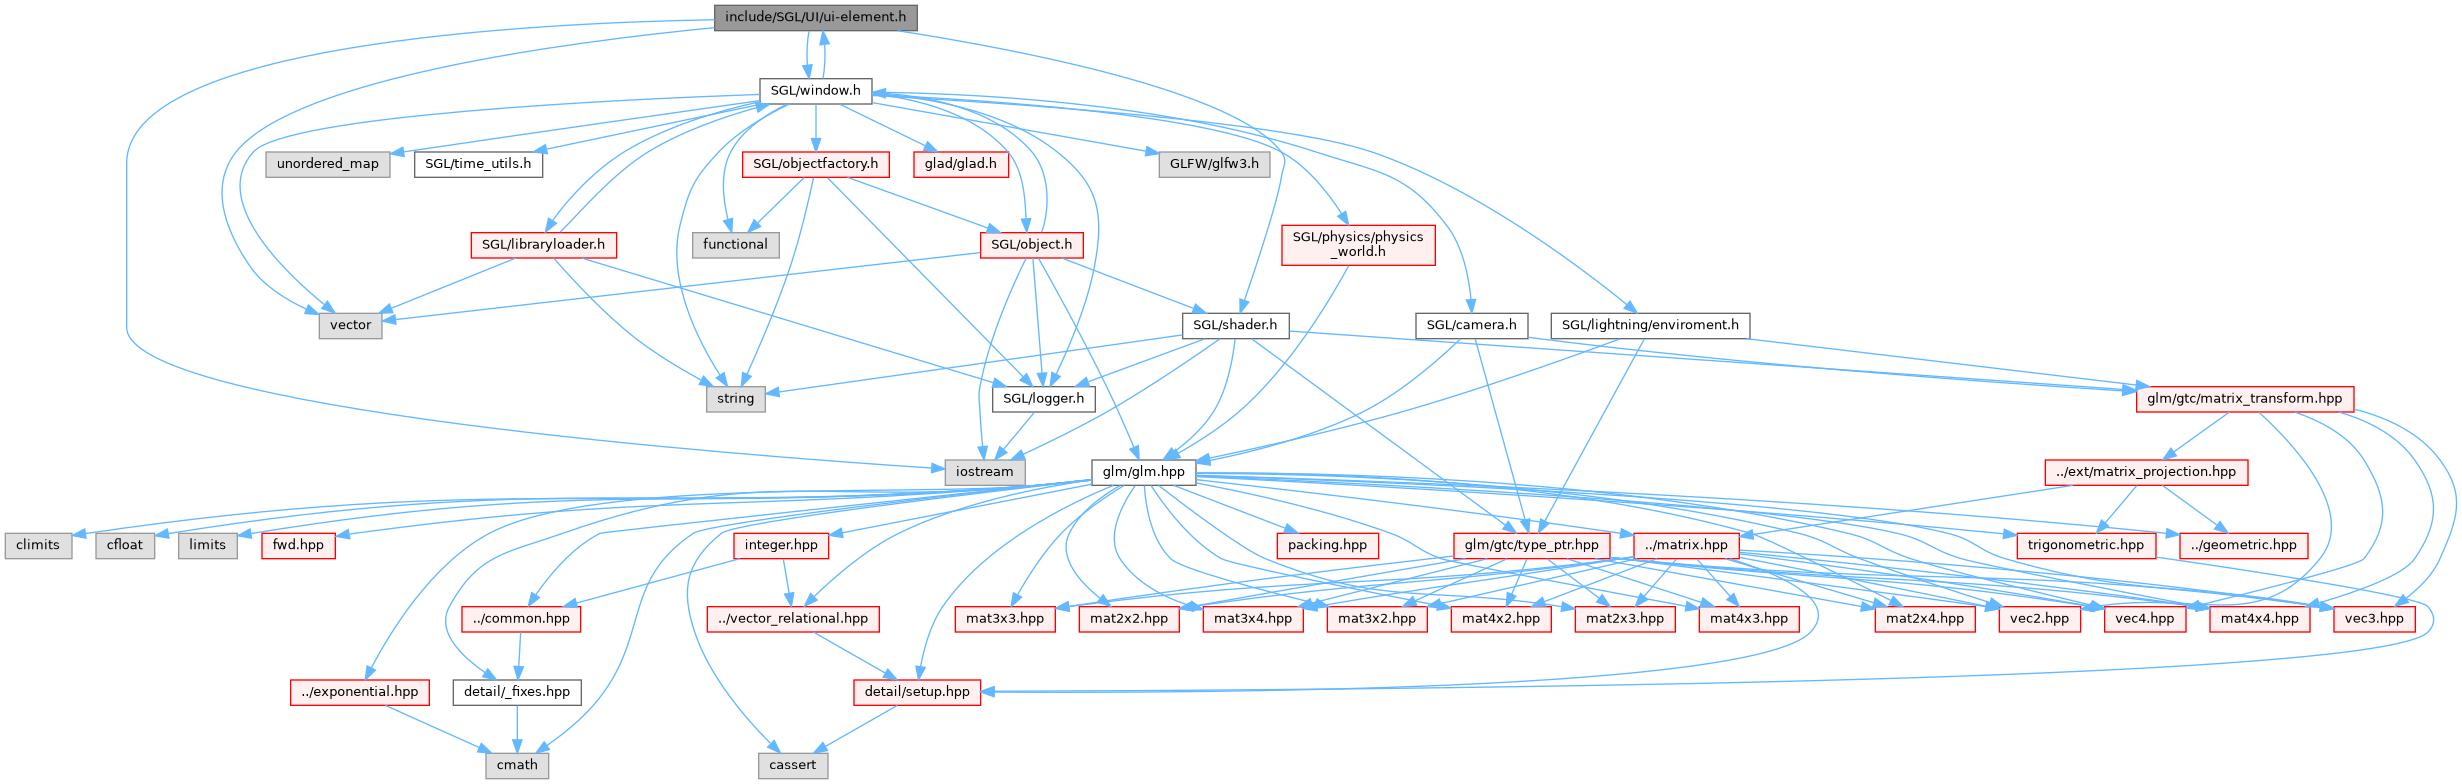 include/SGL/UI/ui-element.h
SGL/window.h
unordered_map
SGL/time_utils.h
SGL/objectfactory.h
glad/glad.h
GLFW/glfw3.h
SGL/libraryloader.h
functional
SGL/object.h
SGL/physics/physics
_world.h
vector
SGL/shader.h
SGL/camera.h
SGL/lightning/enviroment.h
string
SGL/logger.h
glm/gtc/matrix_transform.hpp
iostream
glm/glm.hpp
../ext/matrix_projection.hpp
climits
cfloat
limits
fwd.hpp
integer.hpp
packing.hpp
glm/gtc/type_ptr.hpp
../matrix.hpp
trigonometric.hpp
../geometric.hpp
../common.hpp
../vector_relational.hpp
mat3x3.hpp
mat2x2.hpp
mat3x4.hpp
mat3x2.hpp
mat4x2.hpp
mat2x3.hpp
mat4x3.hpp
mat2x4.hpp
vec2.hpp
vec4.hpp
mat4x4.hpp
vec3.hpp
../exponential.hpp
detail/_fixes.hpp
detail/setup.hpp
cmath
cassert